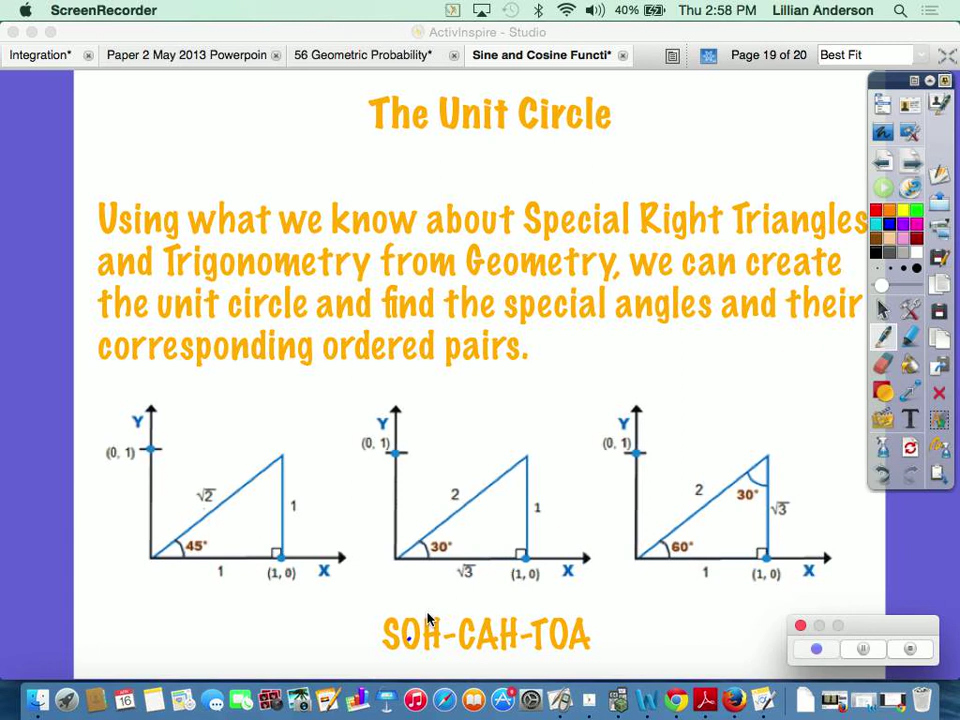 ScreenRecorder
40%
Thu 2:58 PM
Lillian Anderson
ActivInspire - Studio
Integration*
Paper 2 May 2013 Powerpoin
56 Geometric Probability*
Sine and Cosine Functi*
Page 19 of 20
Best Fit
The Unit Circle
Using what we know about Special Right Triangles
and Trigonometry from Geometry, we can create
the unit circle and find the special angles and their
corresponding ordered pairs.
Y
(0, 1)
√2
1
45°
1
(1, 0)
X
Y
(0, 1)
2
1
30°
√3
(1, 0)
X
Y
(0, 1)
2
30°
√3
60°
1
(1, 0)
X
SOH-CAH-TOA